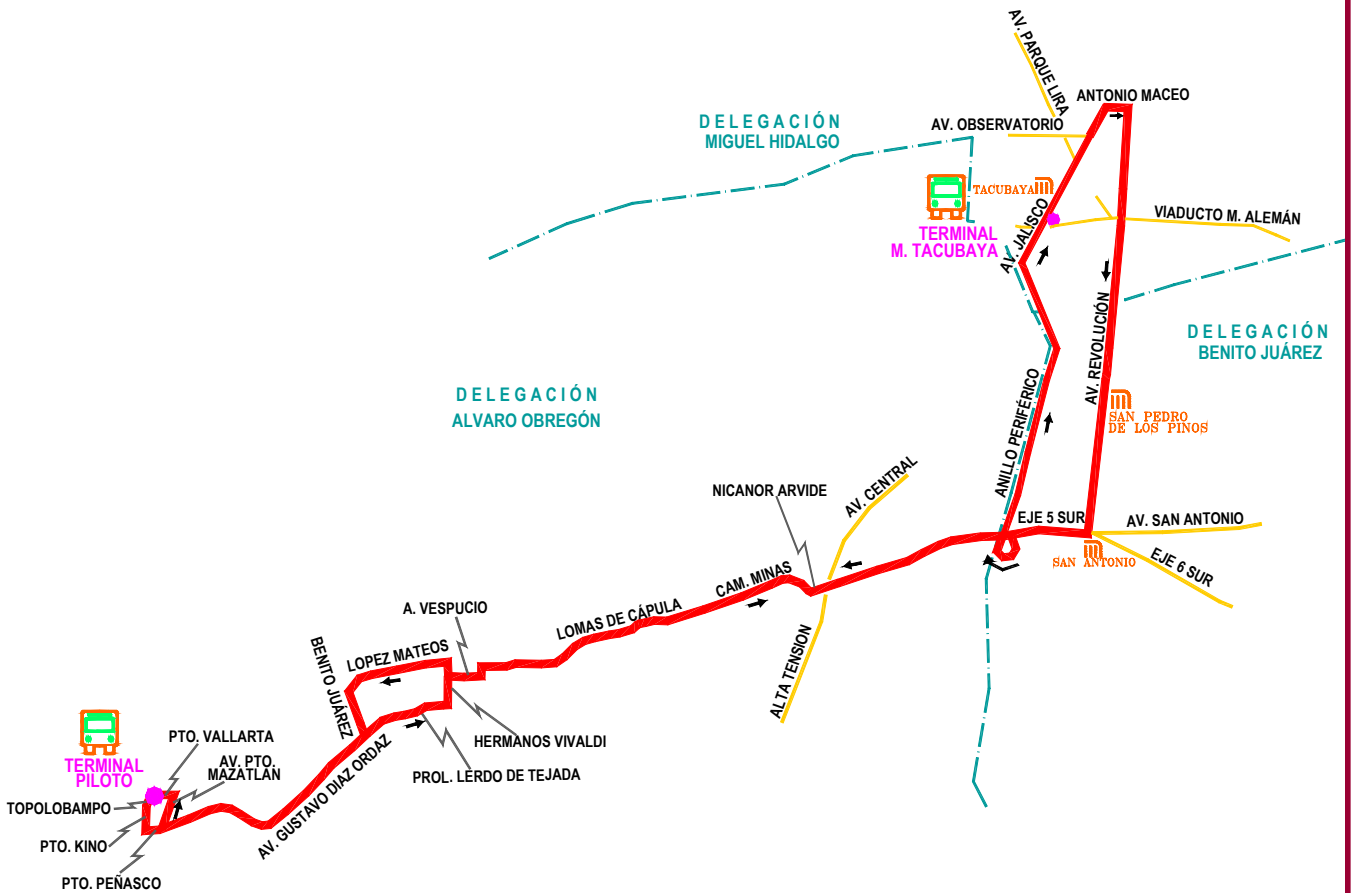 AV. PARQUE LIRA
ANTONIO MACEO
DELEGACIÓN
MIGUEL HIDALGO
AV. OBSERVATORIO
TACUBAYA
TERMINAL
M. TACUBAYA
AV. JALISCO
VIADUCTO M. ALEMÁN
AV. REVOLUCIÓN
DELEGACIÓN
BENITO JUÁREZ
DELEGACIÓN
ALVARO OBREGÓN
ANILLO PERIFÉRICO
SAN PEDRO
DE LOS PINOS
NICANOR ARVIDE
AV. CENTRAL
EJE 5 SUR
AV. SAN ANTONIO
SAN ANTONIO
EJE 6 SUR
CAM. MINAS
A. VESPUCIO
LOMAS DE CÁPULA
ALTA TENSION
LOPEZ MATEOS
BENITO JUÁREZ
HERMANOS VIVALDI
PROL. LERDO DE TEJADA
AV. GUSTAVO DIAZ ORDAZ
PTO. VALLARTA
AV. PTO.
MAZATLÁN
TERMINAL
PILOTO
TOPOLOBAMPO
PTO. KINO
PTO. PEÑASCO